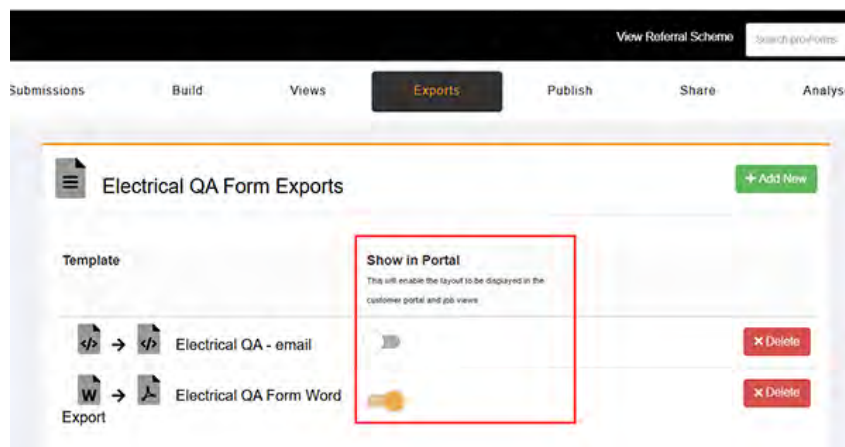 View Referral Scheme Search pro-Forms
Submissions Build Views Exports Publish Share Analys
Electrical QA Form Exports + Add New
Template Show in Portal
This will enable the layout to be displayed in the
customer portal and job views
</> → </> Electrical QA - email × Delete
W → Electrical QA Form Word × Delete
Export